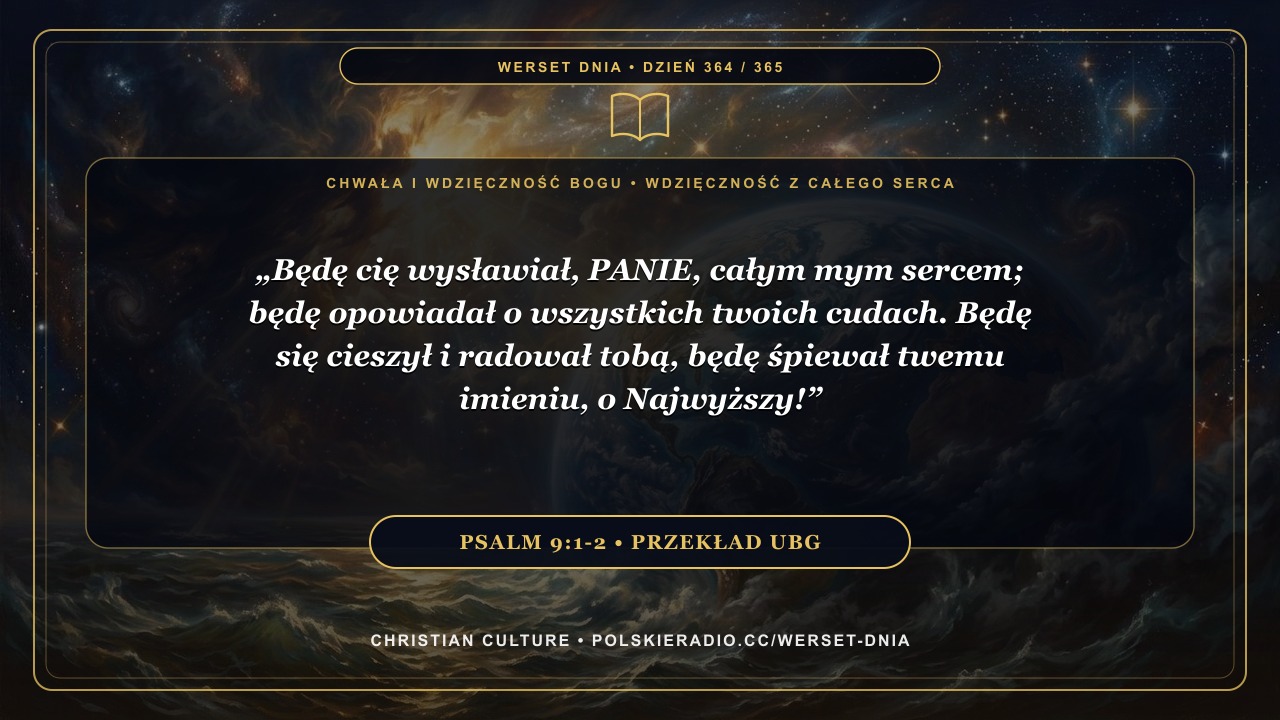 WERSET DNIA • DZIEŃ 364 / 365
CHWAŁA I WDZIĘCZNOŚĆ BOGU • WDZIĘCZNOŚĆ Z CAŁEGO SERCA
„Będę cię wysławiał, PANIE, całym mym sercem;
będę opowiadał o wszystkich twoich cudach. Będę
się cieszył i radował tobą, będę śpiewał twemu
imieniu, o Najwyższy!”
PSALM 9:1-2 • PRZEKŁAD UBG
CHRISTIAN CULTURE • POLSKIERADIO.CC/WERSET-DNIA